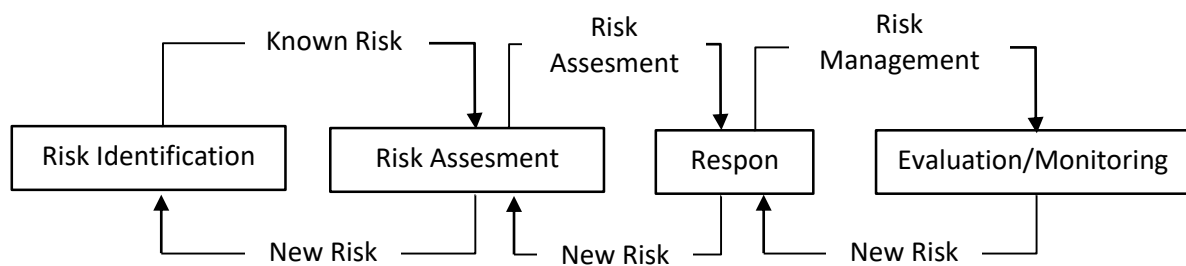 Known Risk
Risk
Assesment
Risk
Management
Risk Identification
Risk Assesment
Respon
Evaluation/Monitoring
New Risk
New Risk
New Risk